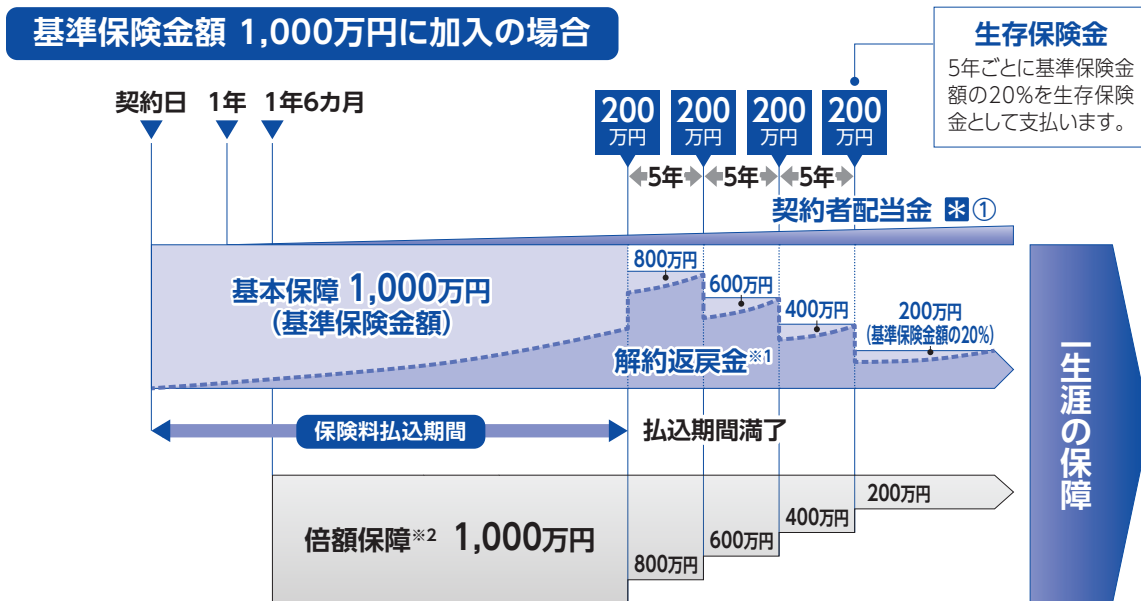 基準保険金額 1,000万円に加入の場合
生存保険金
5年ごとに基準保険金
額の20%を生存保険
金として支払います。
契約日 1年 1年6カ月
200 200 200 200
万円 万円 万円 万円
5年 5年 5年
契約者配当金 *①
800万円
600万円
400万円
200万円
(基準保険金額の20%)
基本保障 1,000万円
(基準保険金額)
解約返戻金※1
保険料払込期間 払込期間満了
一生涯の保障
倍額保障※2 1,000万円
800万円
600万円
400万円
200万円